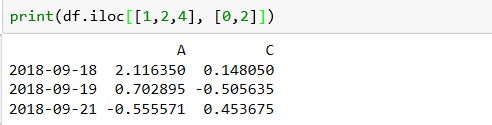 print(df.iloc[[1,2,4], [0,2]])
A C
2018-09-18 2.116350 0.148050
2018-09-19 0.702895 -0.505635
2018-09-21 -0.555571 0.453675